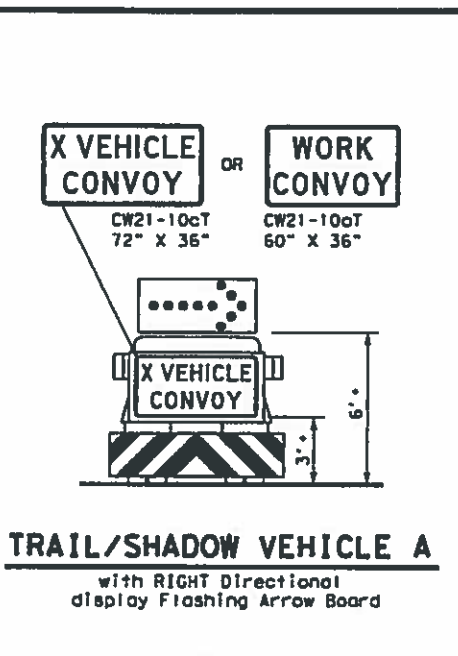 X VEHICLE
CONVOY
OR
WORK
CONVOY
CW21-10cT
72" X 36"
CW21-10aT
60" X 36"
X VEHICLE
CONVOY
6'+
3'+
TRAIL/SHADOW VEHICLE A
with RIGHT Directional
display Flashing Arrow Board